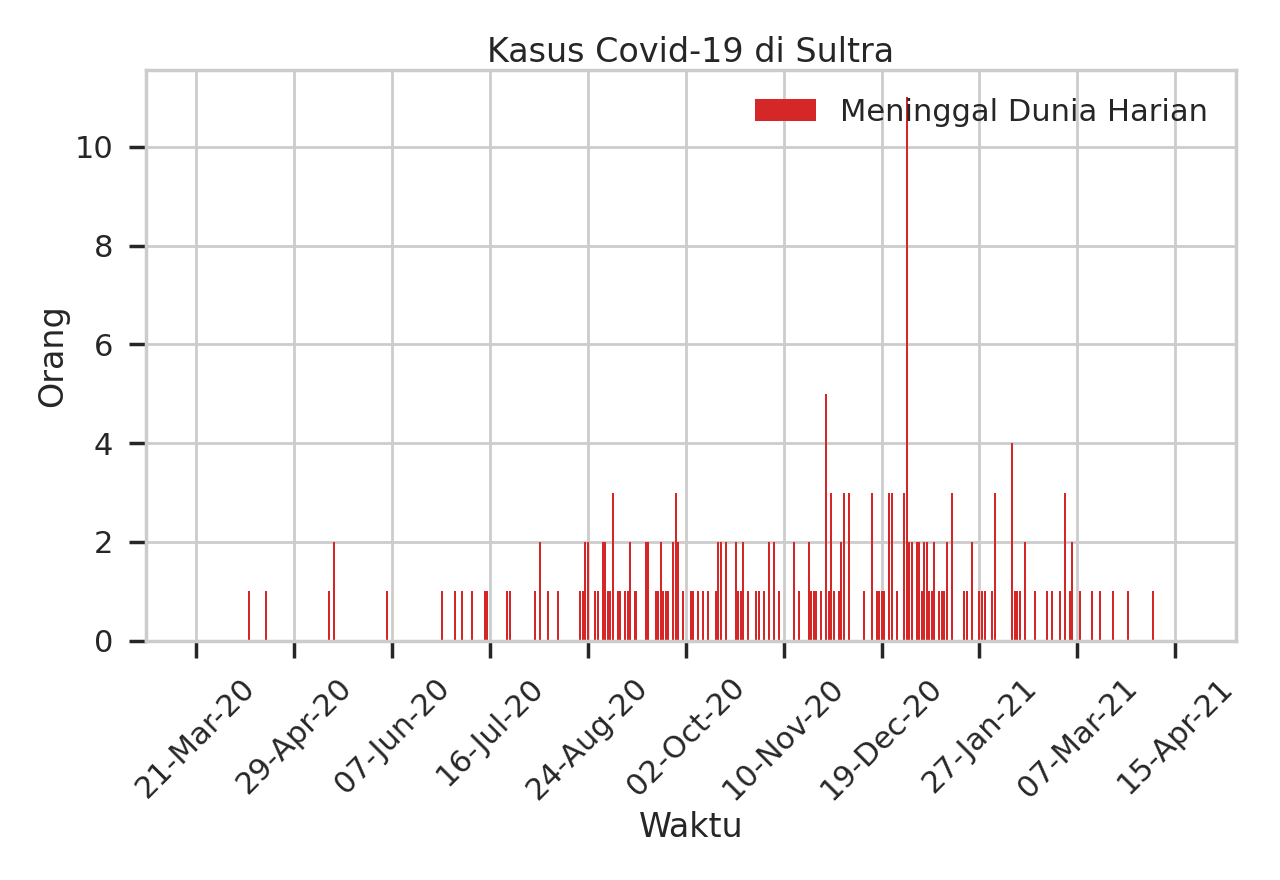 Kasus Covid-19 di Sultra
Meninggal Dunia Harian
Orang
10
8
6
4
2
0
21-Mar-20
29-Apr-20
07-Jun-20
16-Jul-20
24-Aug-20
02-Oct-20
10-Nov-20
19-Dec-20
27-Jan-21
07-Mar-21
15-Apr-21
Waktu